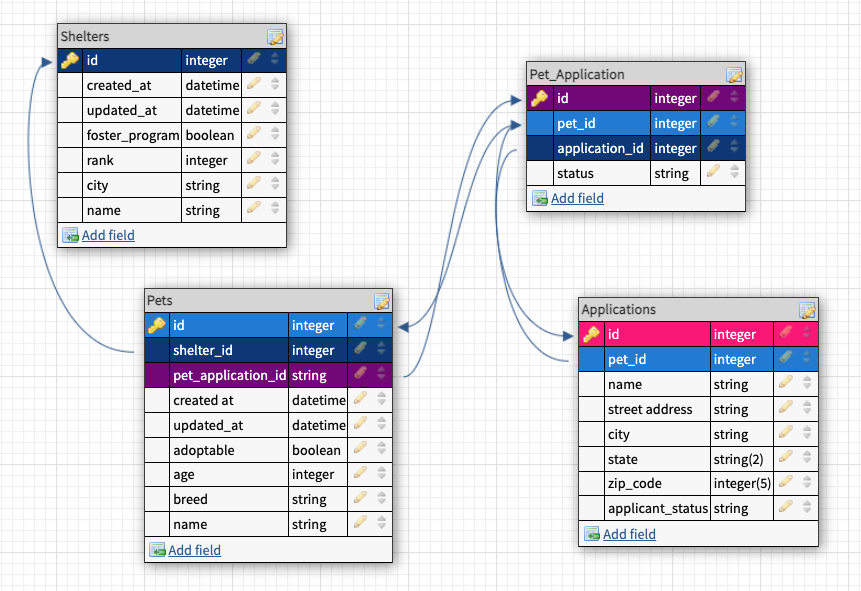 Shelters
id integer
created_at datetime
updated_at datetime
foster_program boolean
rank integer
city string
name string
Add field
Pet_Application
id integer
pet_id integer
application_id integer
status string
Add field
Pets
id integer
shelter_id integer
pet_application_id string
created at datetime
updated_at datetime
adoptable boolean
age integer
breed string
name string
Add field
Applications
id integer
pet_id integer
name string
street address string
city string
state string(2)
zip_code integer(5)
applicant_status string
Add field